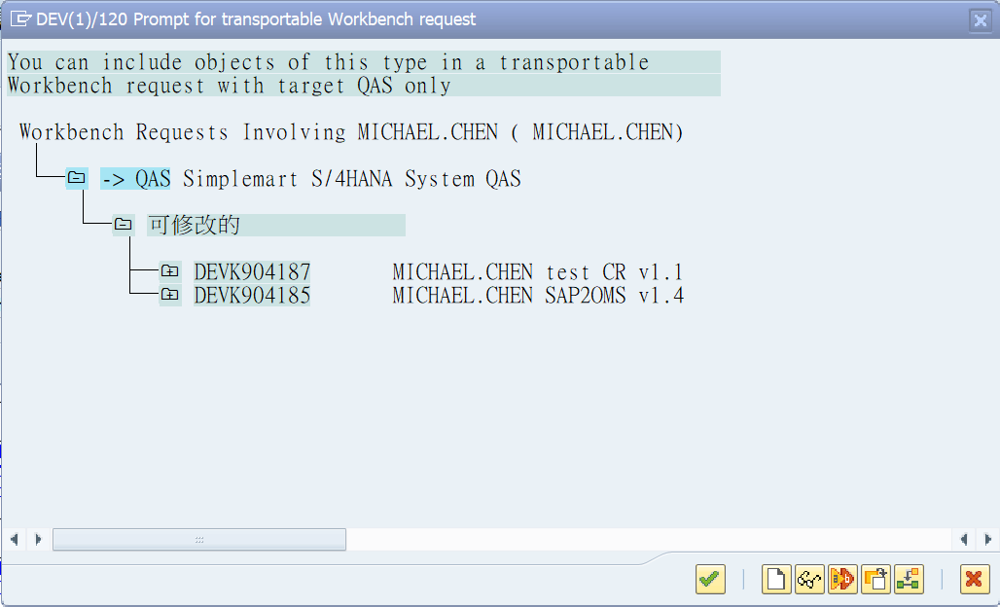 DEV(1)/120 Prompt for transportable Workbench request
You can include objects of this type in a transportable
Workbench request with target QAS only
Workbench Requests Involving MICHAEL.CHEN ( MICHAEL.CHEN)
-> QAS Simplemart S/4HANA System QAS
可修改的
DEVK904187 MICHAEL.CHEN test CR v1.1
DEVK904185 MICHAEL.CHEN SAP2OMS v1.4